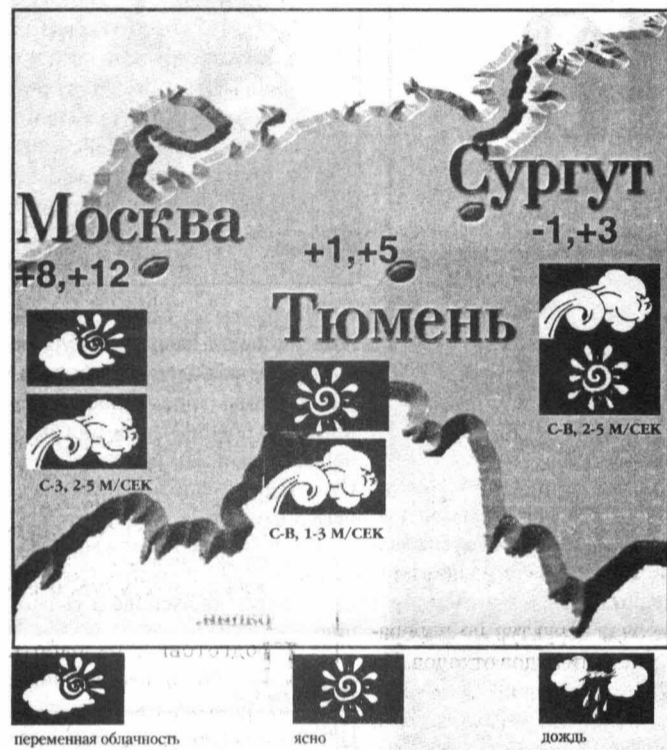 Сургут
Москва
-1,+3
+1,+5
+8,+12
Тюмень
С-В, 2-5 М/СЕК
С-З, 2-5 М/СЕК
С-В, 1-3 М/СЕК
переменная облачность
ясно
дождь